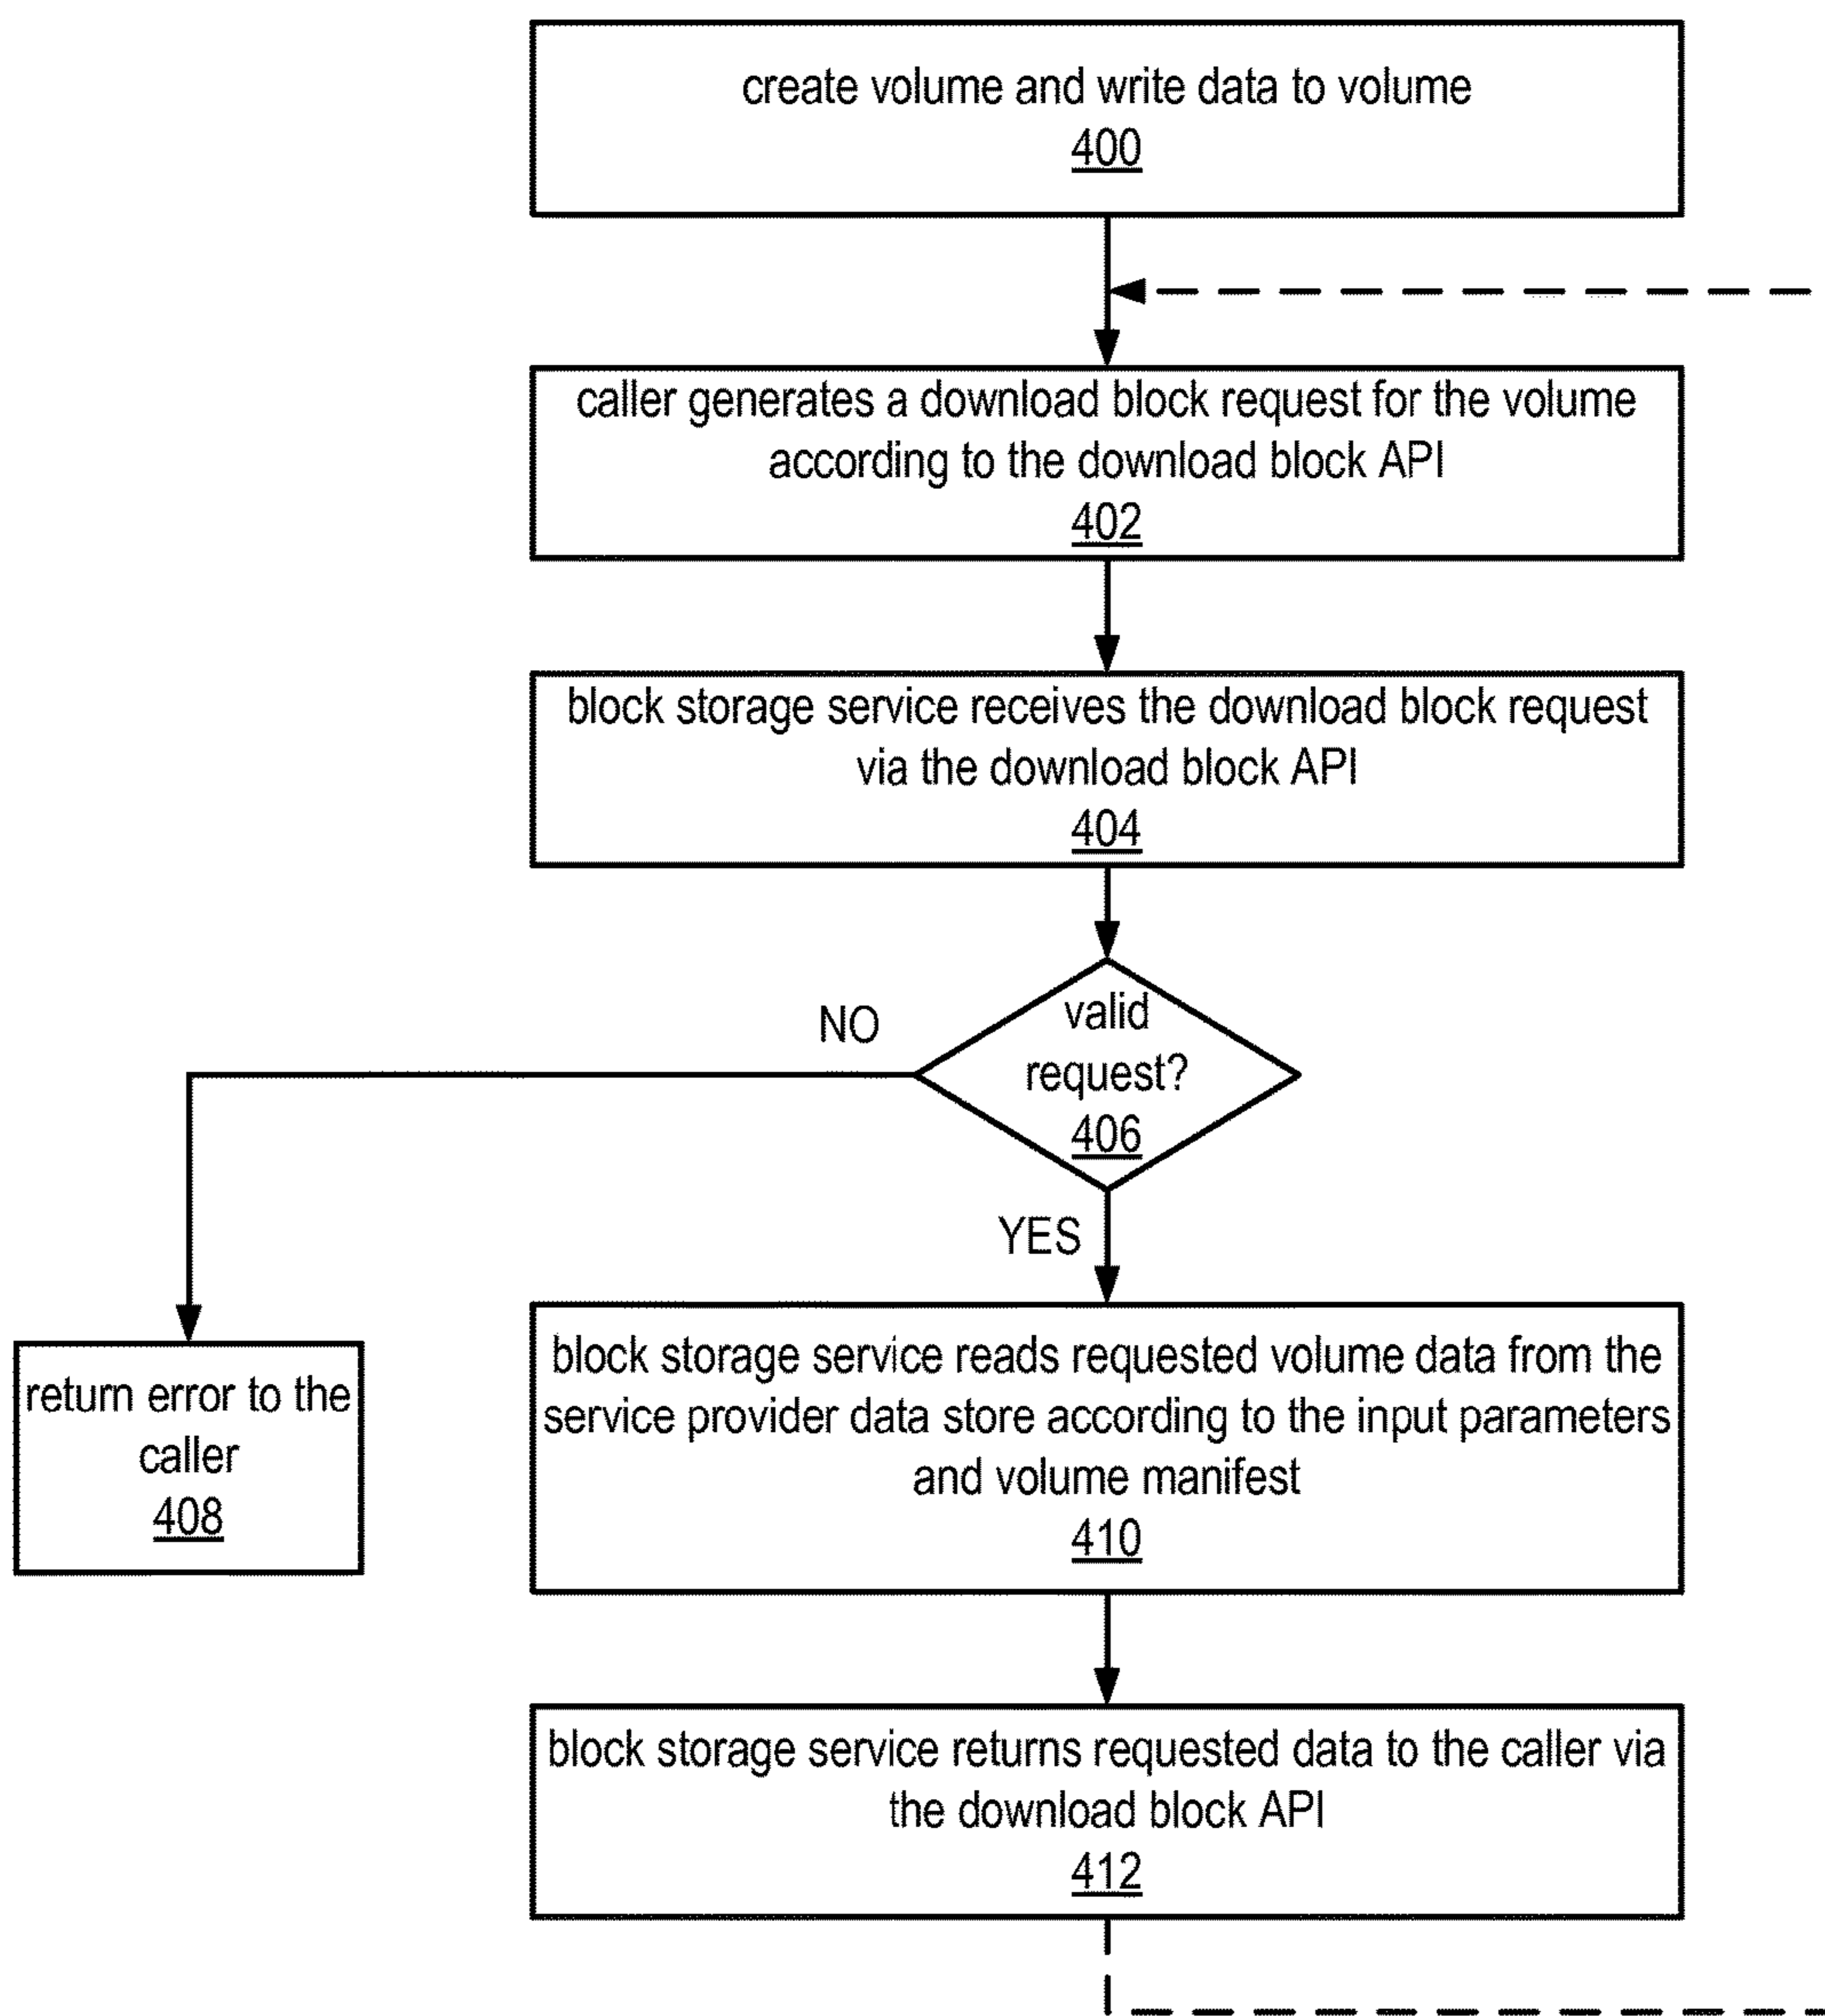 create volume and write data to volume
400
caller generates a download block request for the volume
according to the download block API
402
block storage service receives the download block request
via the download block API
404
valid
request?
406
NO
YES
return error to the
caller
408
block storage service reads requested volume data from the
service provider data store according to the input parameters
and volume manifest
410
block storage service returns requested data to the caller via
the download block API
412